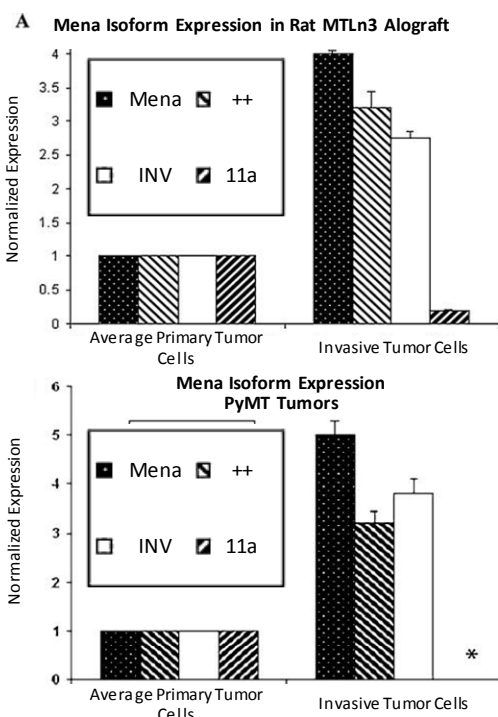 A Mena Isoform Expression in Rat MTLn3 Alograft
Normalized Expression
4
3.5
3
2.5
2
1.5
1
0.5
0
Mena ++
INV 11a
Average Primary Tumor
Cells
Invasive Tumor Cells
Mena Isoform Expression
PyMT Tumors
Normalized Expression
6
5
4
3
2
1
0
Mena ++
INV 11a
*
Average Primary Tumor
Cells
Invasive Tumor Cells